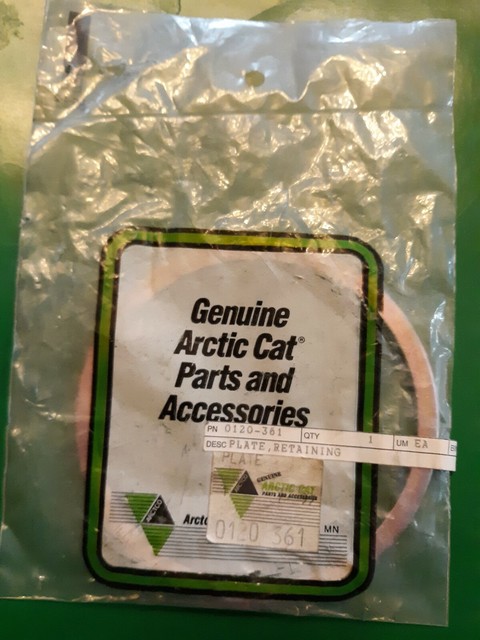 Genuine
Arctic Cat®
Parts and
Accessories
PN 0120-361 QTY 1 UM EA
DESC PLATE, RETAINING
PLATE
GENUINE
ARCTIC CAT
PARTS AND ACCESSORIES
0120 361
MN